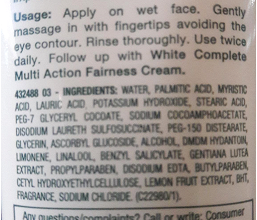 Usage: Apply on wet face. Gently
massage in with fingertips avoiding the
eye contour. Rinse thoroughly. Use twice
daily. Follow up with White Complete
Multi Action Fairness Cream.
432488 03 - INGREDIENTS: WATER, PALMITIC ACID, MYRISTIC
ACID, LAURIC ACID, POTASSIUM HYDROXIDE, STEARIC ACID,
PEG-7 GLYCERYL COCOATE, SODIUM COCOAMPHOACETATE,
DISODIUM LAURETH SULFOSUCCINATE, PEG-150 DISTEARATE,
GLYCERIN, ASCORBYL GLUCOSIDE, ALCOHOL, DMDM HYDANTOIN,
LIMONENE, LINALOOL, BENZYL SALICYLATE, GENTIANA LUTEA
EXTRACT, PROPYLPARABEN, DISODIUM EDTA, BUTYLPARABEN,
CETYL HYDROXYETHYLCELLULOSE, LEMON FRUIT EXTRACT, BHT,
FRAGRANCE, SODIUM CHLORIDE (C22980/1).
Any questions/complaints? Call or write: Consumer